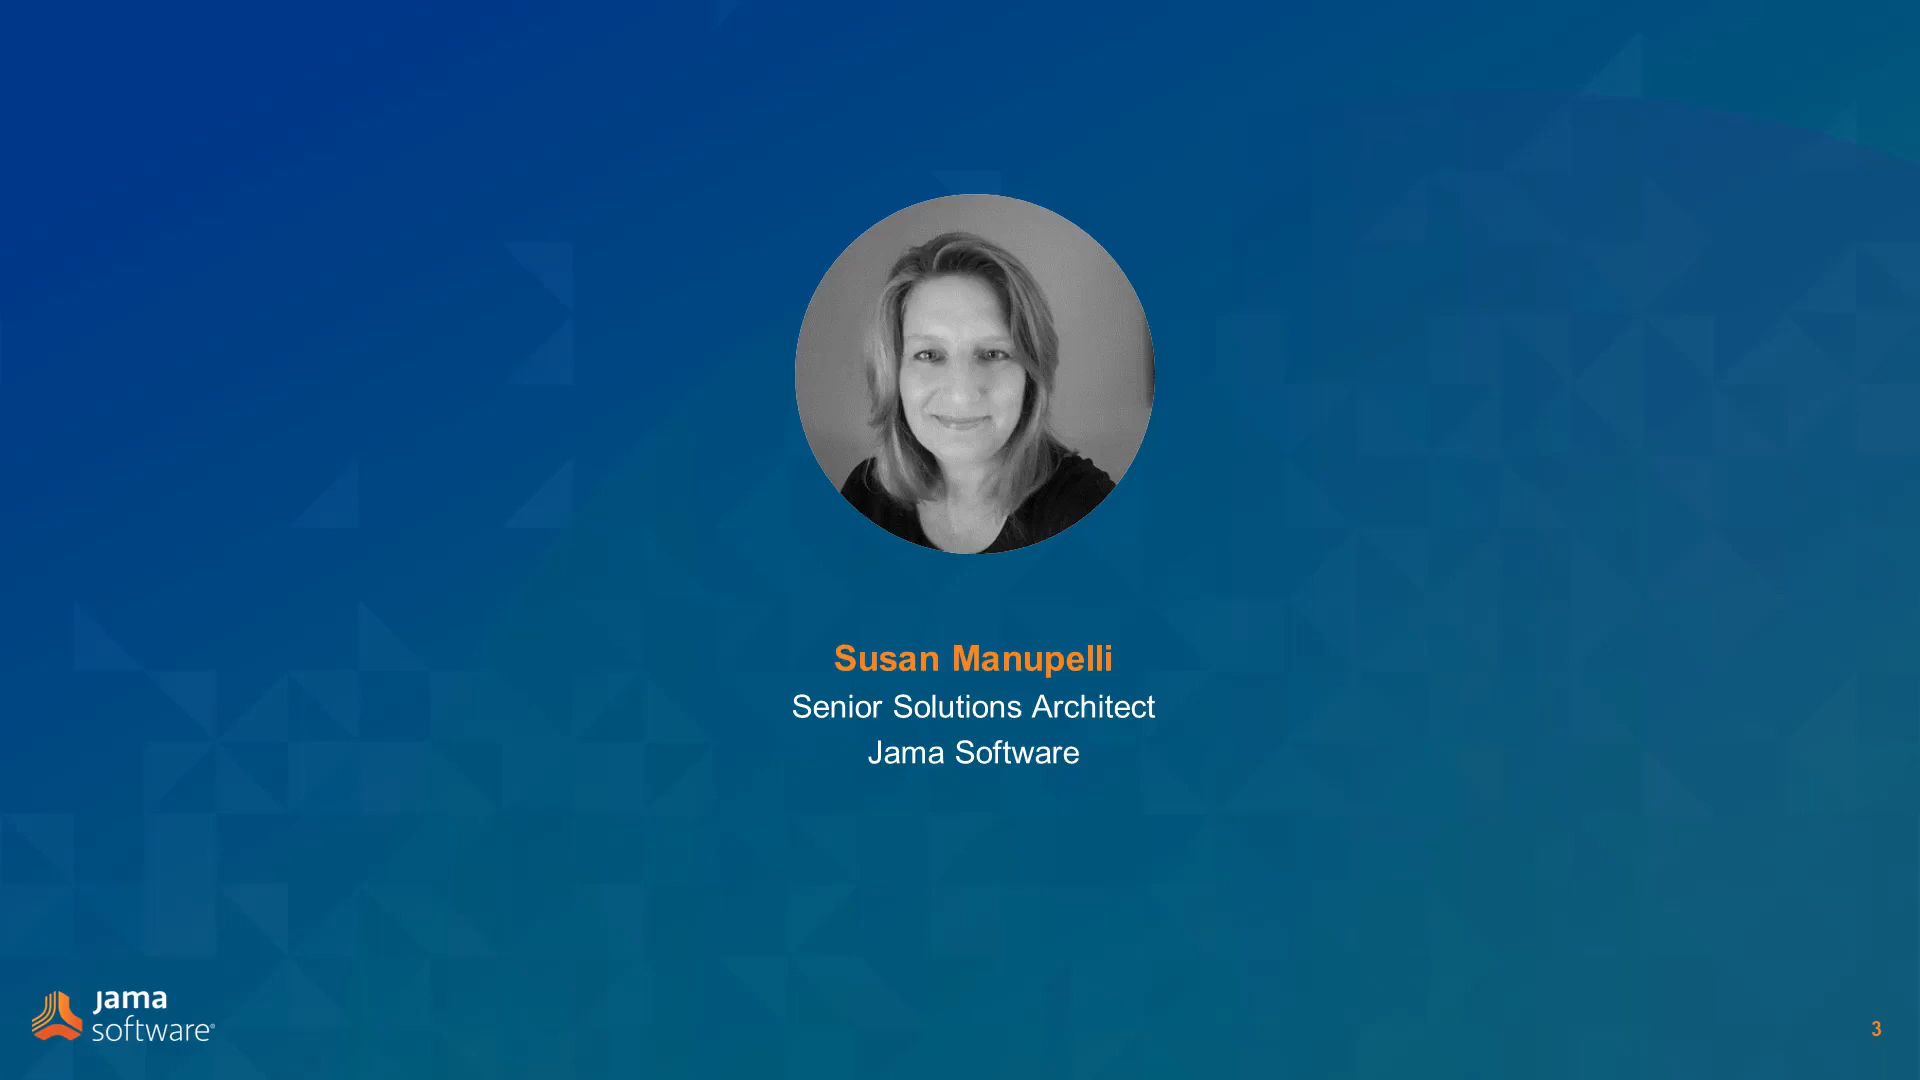 Susan Manupelli
Senior Solutions Architect
Jama Software
jama
software®
3